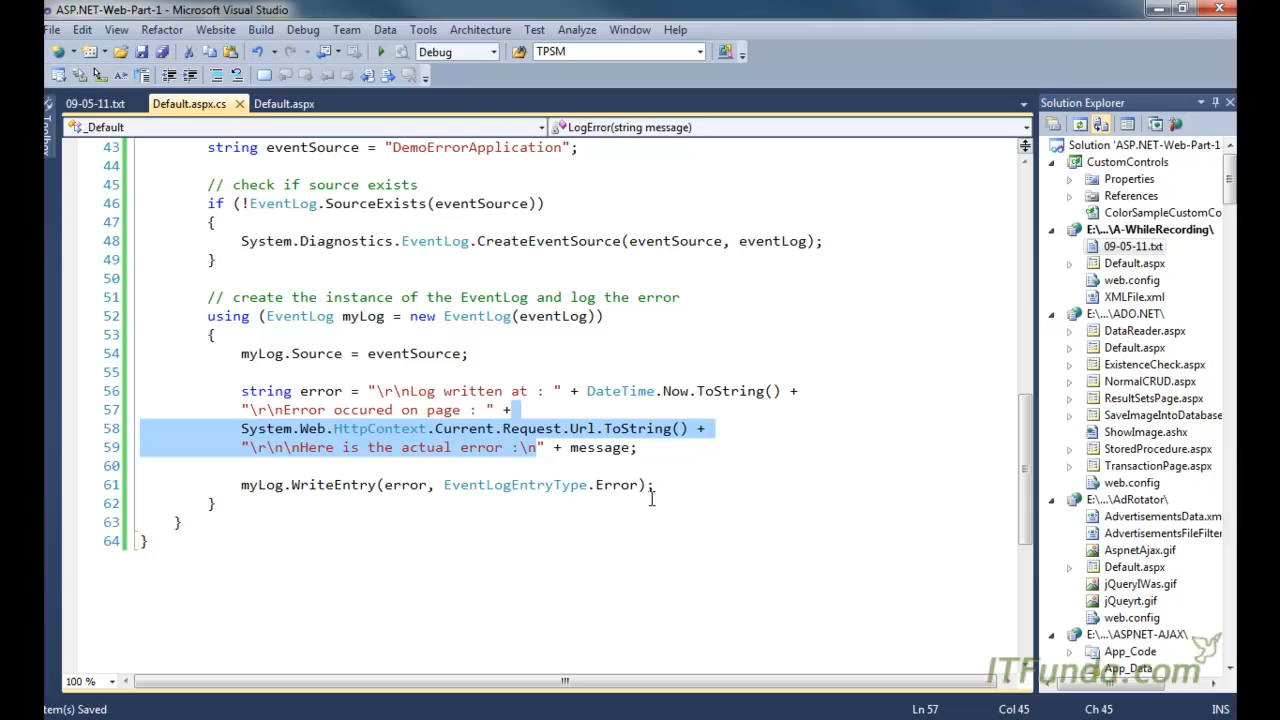 ASP.NET-Web-Part-1 - Microsoft Visual Studio
File Edit View Refactor Website Build Debug Team Data Tools Architecture Test Analyze Window Help
Debug TPSM
09-05-11.txt Default.aspx.cs Default.aspx
Toolbox
_Default LogError(string message)
43 string eventSource = "DemoErrorApplication";
44
45 // check if source exists
46 if (!EventLog.SourceExists(eventSource))
47 {
48 System.Diagnostics.EventLog.CreateEventSource(eventSource, eventLog);
49 }
50
51 // create the instance of the EventLog and log the error
52 using (EventLog myLog = new EventLog(eventLog))
53 {
54 myLog.Source = eventSource;
55
56 string error = "\r\nLog written at : " + DateTime.Now.ToString() +
57 "\r\nError occured on page : " +
58 System.Web.HttpContext.Current.Request.Url.ToString() +
59 "\r\n\nHere is the actual error :\n" + message;
60
61 myLog.WriteEntry(error, EventLogEntryType.Error);
62 }
63 }
64 }
100 %
Solution Explorer
Solution 'ASP.NET-Web-Part-1
CustomControls
Properties
References
ColorSampleCustomCo
E:\...\A-WhileRecording\
09-05-11.txt
Default.aspx
web.config
XMLFile.xml
E:\...\ADO.NET\
DataReader.aspx
Default.aspx
ExistenceCheck.aspx
NormalCRUD.aspx
ResultSetsPage.aspx
SaveImageIntoDatabase
ShowImage.ashx
StoredProcedure.aspx
TransactionPage.aspx
web.config
E:\...\AdRotator\
AdvertisementsData.xm
AdvertisementsFileFilter
AspnetAjax.gif
Default.aspx
jQueryIWas.gif
jQueyrt.gif
web.config
E:\...\ASPNET-AJAX\
App_Code
App_Data
ITFunda.com
tem(s) Saved Ln 57 Col 45 Ch 45 INS